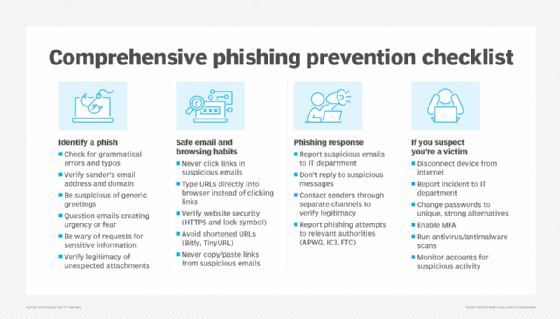 Comprehensive phishing prevention checklist
Identify a phish
Check for grammatical
errors and typos
Verify sender's email
address and domain
Be suspicious of generic
greetings
Question emails creating
urgency or fear
Be wary of requests for
sensitive information
Verify legitimacy of
unexpected attachments
Safe email and
browsing habits
Never click links in
suspicious emails
Type URLs directly into
browser instead of clicking
links
Verify website security
(HTTPS and lock symbol)
Avoid shortened URLs
(Bitly, TinyURL)
Never copy/paste links
from suspicious emails
Phishing response
Report suspicious emails
to IT department
Don't reply to suspicious
messages
Contact senders through
separate channels to
verify legitimacy
Report phishing attempts
to relevant authorities
(APWG, IC3, FTC)
If you suspect
you're a victim
Disconnect device from
internet
Report incident to IT
department
Change passwords to
unique, strong alternatives
Enable MFA
Run antivirus/antimalware
scans
Monitor accounts for
suspicious activity